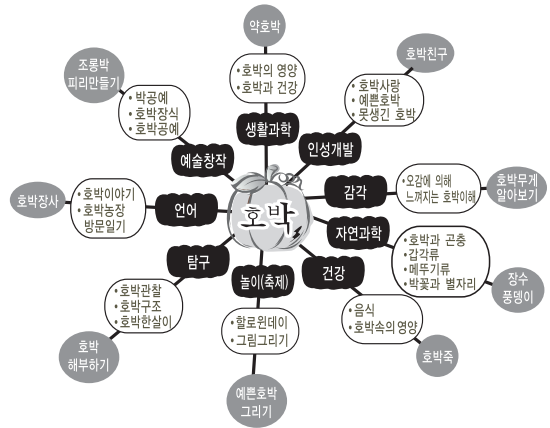 호박
생활과학
• 호박의 영양
• 호박과 건강
약호박
인성개발
• 호박사랑
• 예쁜호박
• 못생긴 호박
호박친구
감각
• 오감에 의해
느껴지는 호박이해
호박무게
알아보기
자연과학
• 호박과 곤충
• 갑각류
• 메뚜기류
• 박꽃과 별자리
장수
풍뎅이
건강
• 음식
• 호박속의영양
호박죽
놀이(축제)
• 할로윈데이
• 그림그리기
예쁜호박
그리기
탐구
• 호박관찰
• 호박구조
• 호박한살이
호박
해부하기
언어
• 호박이야기
• 호박농장
방문일기
호박장사
예술창작
• 박공예
• 호박장식
• 호박공예
조롱박
피리만들기